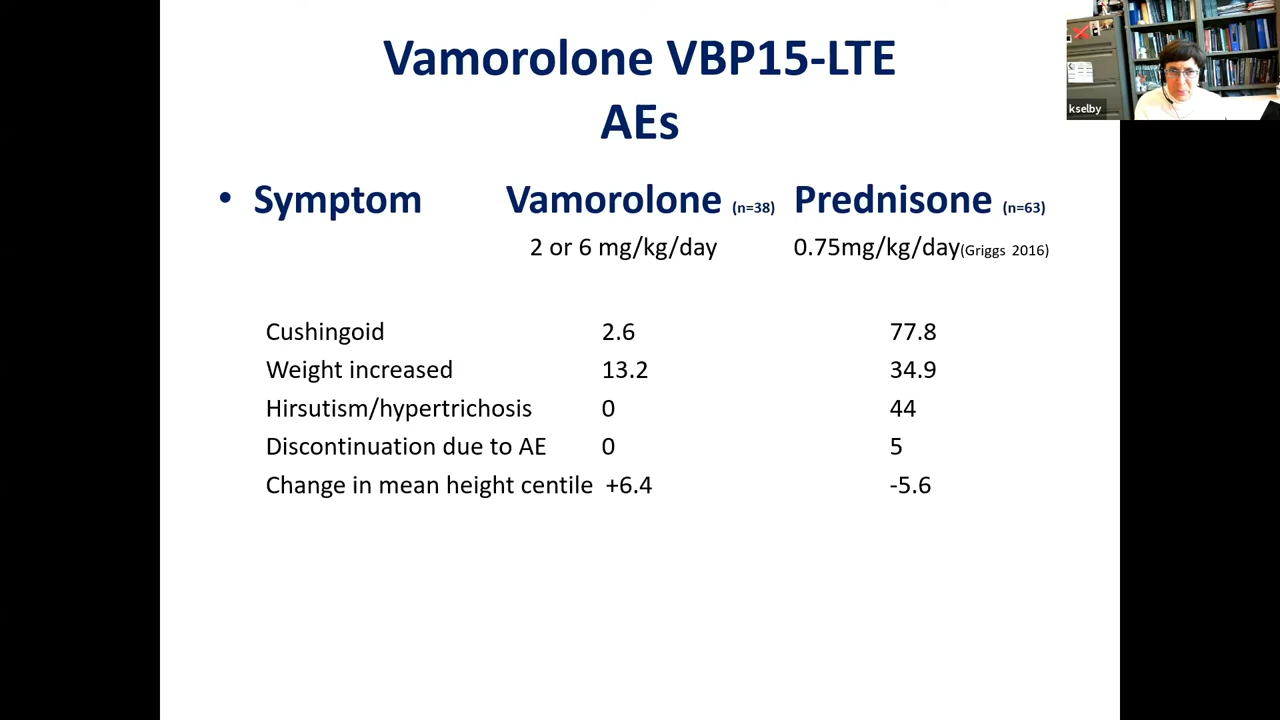 Vamorolone VBP15-LTE
AEs
kselby
• Symptom Vamorolone (n=38) Prednisone (n=63)
2 or 6 mg/kg/day 0.75mg/kg/day(Griggs 2016)
Cushingoid 2.6 77.8
Weight increased 13.2 34.9
Hirsutism/hypertrichosis 0 44
Discontinuation due to AE 0 5
Change in mean height centile +6.4 -5.6